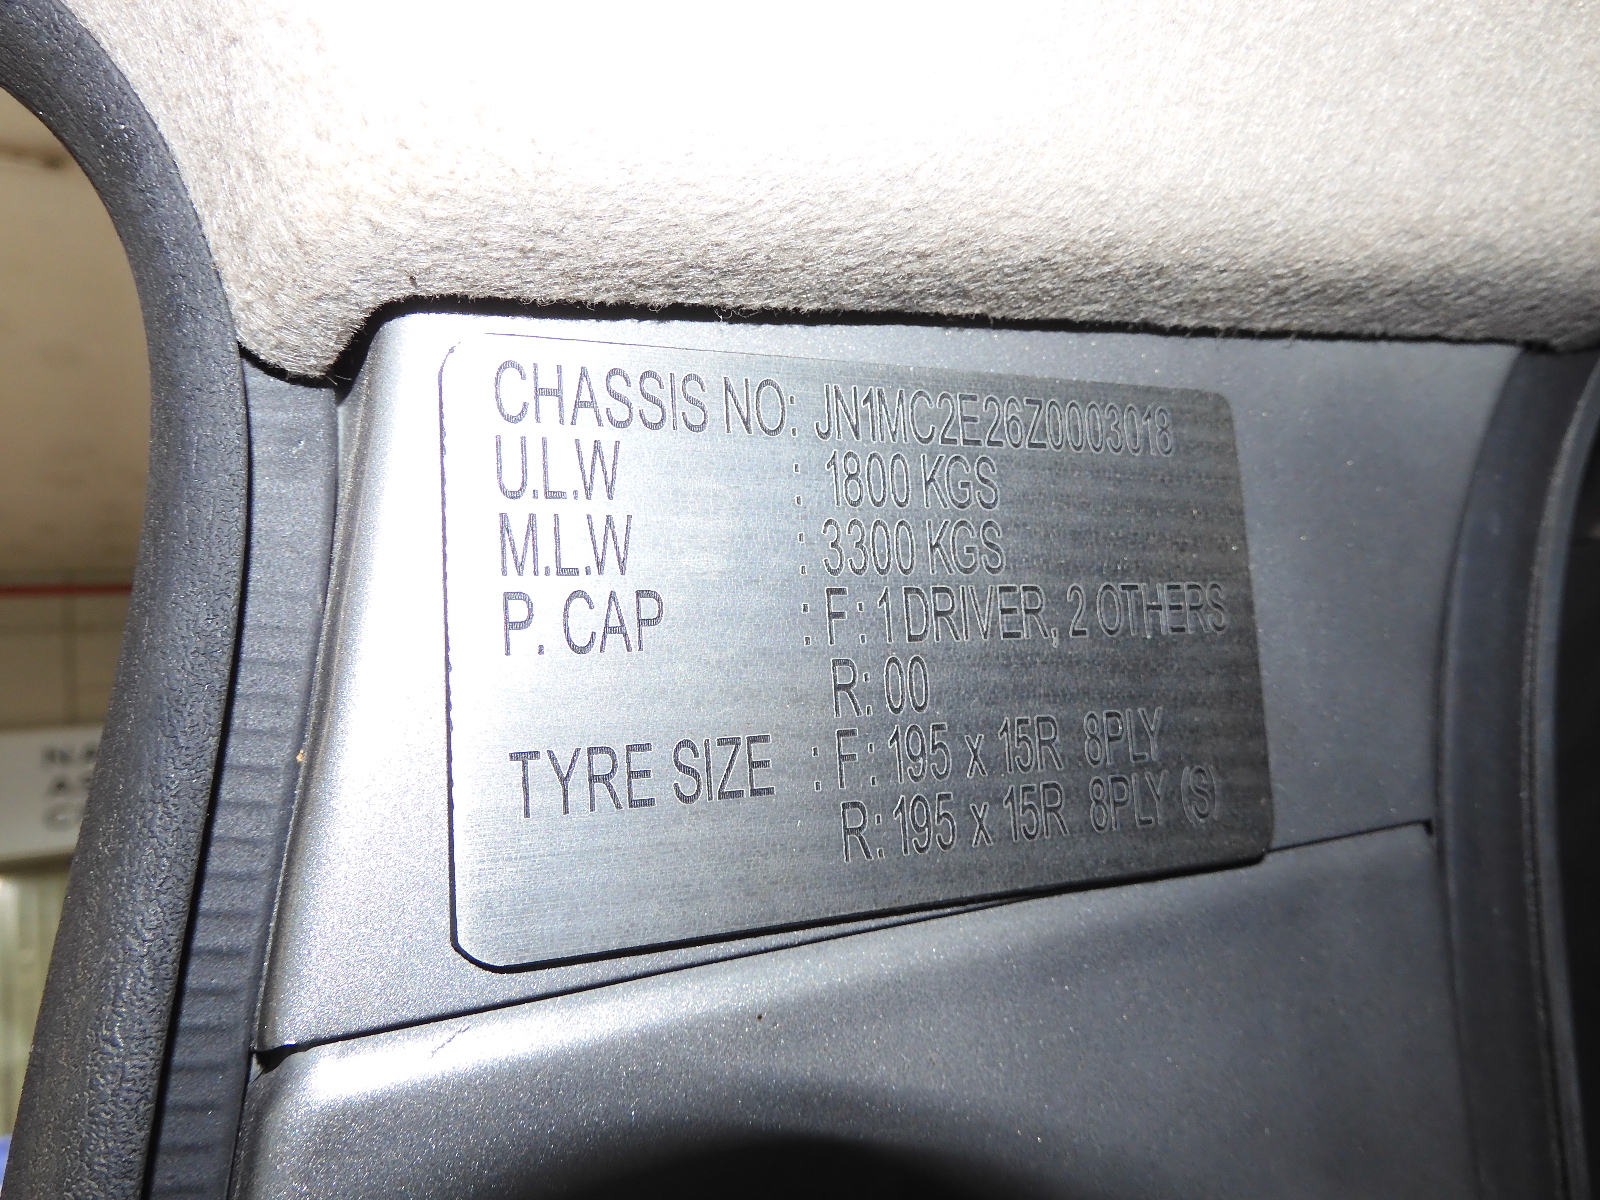 CHASSIS NO: JN1MC2E26Z0003018
U.L.W : 1800 KGS
M.L.W : 3300 KGS
P. CAP : F: 1 DRIVER, 2 OTHERS
R: 00
TYRE SIZE : F: 195 x 15R 8PLY
R: 195 x 15R 8PLY (S)